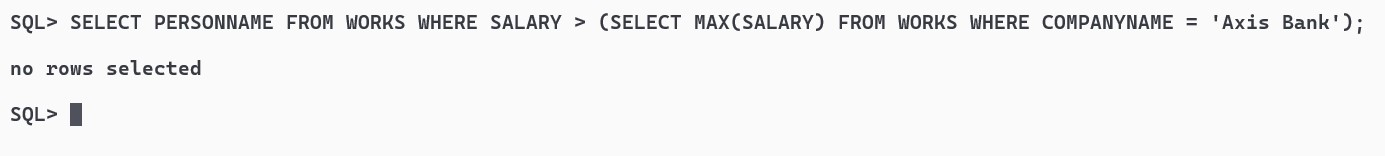 SQL> SELECT PERSONNAME FROM WORKS WHERE SALARY > (SELECT MAX(SALARY) FROM WORKS WHERE COMPANYNAME = 'Axis Bank');
no rows selected
SQL>